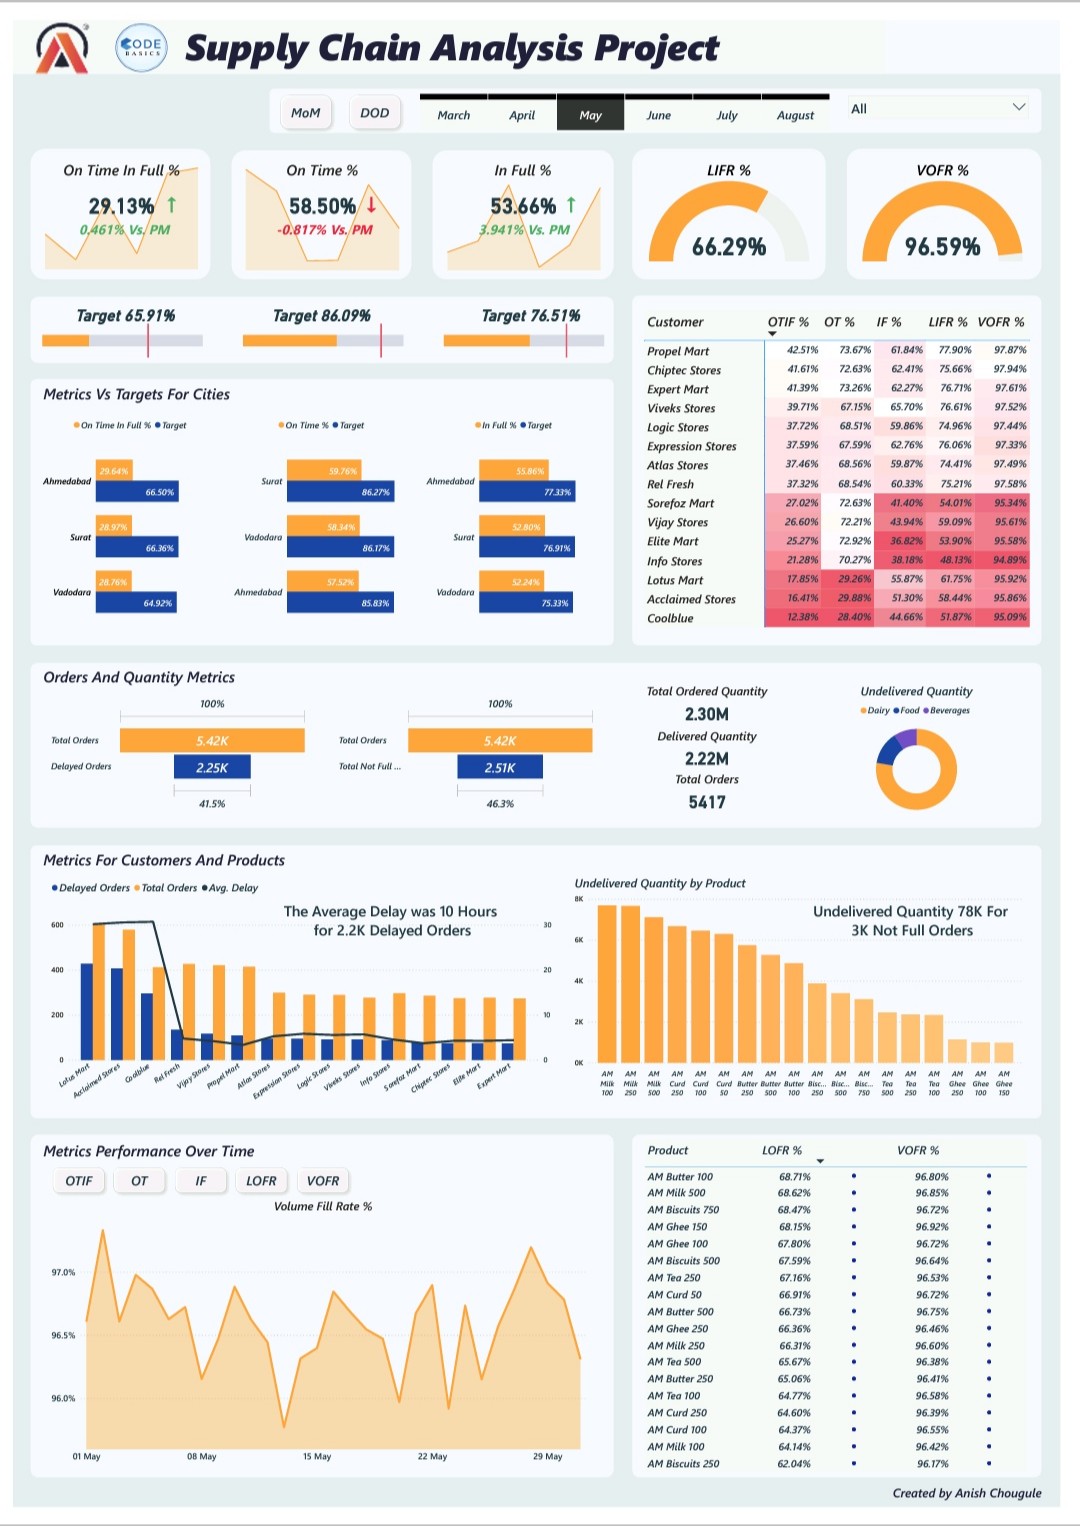 CODE
BASICS
Supply Chain Analysis Project
MoM
DOD
March
April
May
June
July
August
All
On Time In Full %
29.13% ↑
0.461% Vs. PM
On Time %
58.50% ↓
-0.817% Vs. PM
In Full %
53.66% ↑
3.941% Vs. PM
LIFR %
66.29%
VOFR %
96.59%
Target 65.91%
Target 86.09%
Target 76.51%
Customer OTIF % OT % IF % LIFR % VOFR %
Propel Mart 42.51% 73.67% 61.84% 77.90% 97.87%
Chiptec Stores 41.61% 72.63% 62.41% 75.66% 97.94%
Expert Mart 41.39% 73.26% 62.27% 76.71% 97.61%
Viveks Stores 39.71% 67.15% 65.70% 76.61% 97.52%
Logic Stores 37.72% 68.51% 59.86% 74.96% 97.44%
Expression Stores 37.59% 67.59% 62.76% 76.06% 97.33%
Atlas Stores 37.46% 68.56% 59.87% 74.41% 97.49%
Rel Fresh 37.32% 68.54% 60.33% 75.21% 97.58%
Sorefoz Mart 27.02% 72.63% 41.40% 54.01% 95.34%
Vijay Stores 26.60% 72.21% 43.94% 59.09% 95.61%
Elite Mart 25.27% 72.92% 36.82% 53.90% 95.58%
Info Stores 21.28% 70.27% 38.18% 48.13% 94.89%
Lotus Mart 17.85% 29.26% 55.87% 61.75% 95.92%
Acclaimed Stores 16.41% 29.88% 51.30% 58.44% 95.86%
Coolblue 12.38% 28.40% 44.66% 51.87% 95.09%
Metrics Vs Targets For Cities
On Time In Full % Target
Ahmedabad 29.64%
66.50%
Surat 28.97%
66.36%
Vadodara 28.76%
64.92%
On Time % Target
Surat 59.76%
86.27%
Vadodara 58.34%
86.17%
Ahmedabad 57.52%
85.83%
In Full % Target
Ahmedabad 55.86%
77.33%
Surat 52.80%
76.91%
Vadodara 52.24%
75.33%
Orders And Quantity Metrics
100%
Total Orders 5.42K
Delayed Orders 2.25K
41.5%
100%
Total Orders 5.42K
Total Not Full ... 2.51K
46.3%
Total Ordered Quantity
2.30M
Delivered Quantity
2.22M
Total Orders
5417
Undelivered Quantity
Dairy Food Beverages
Metrics For Customers And Products
Delayed Orders Total Orders Avg. Delay
The Average Delay was 10 Hours
for 2.2K Delayed Orders
600 30
400 20
200 10
0 0
Lotus Mart
Acclaimed Stores
Coolblue
Rel Fresh
Vijay Stores
Propel Mart
Atlas Stores
Expression Stores
Logic Stores
Viveks Stores
Info Stores
Sorefoz Mart
Chiptec Stores
Elite Mart
Expert Mart
Undelivered Quantity by Product
Undelivered Quantity 78K For
3K Not Full Orders
8K
6K
4K
2K
0K
AM AM AM AM AM AM AM AM AM AM AM AM AM AM AM AM AM AM
Milk Milk Milk Curd Curd Curd Butter Butter Butter Bisc... Bisc... Bisc... Tea Tea Tea Ghee Ghee Ghee
100 250 500 250 100 50 250 500 100 250 500 750 500 250 100 250 100 150
Metrics Performance Over Time
OTIF
OT
IF
LOFR
VOFR
Volume Fill Rate %
97.0%
96.5%
96.0%
01 May 08 May 15 May 22 May 29 May
Product LOFR % VOFR %
AM Butter 100 68.71% 96.80%
AM Milk 500 68.62% 96.85%
AM Biscuits 750 68.47% 96.72%
AM Ghee 150 68.15% 96.92%
AM Ghee 100 67.80% 96.72%
AM Biscuits 500 67.59% 96.64%
AM Tea 250 67.16% 96.53%
AM Curd 50 66.91% 96.72%
AM Butter 500 66.73% 96.75%
AM Ghee 250 66.36% 96.46%
AM Milk 250 66.31% 96.60%
AM Tea 500 65.67% 96.38%
AM Butter 250 65.06% 96.41%
AM Tea 100 64.77% 96.58%
AM Curd 250 64.60% 96.39%
AM Curd 100 64.37% 96.55%
AM Milk 100 64.14% 96.42%
AM Biscuits 250 62.04% 96.17%
Created by Anish Chougule